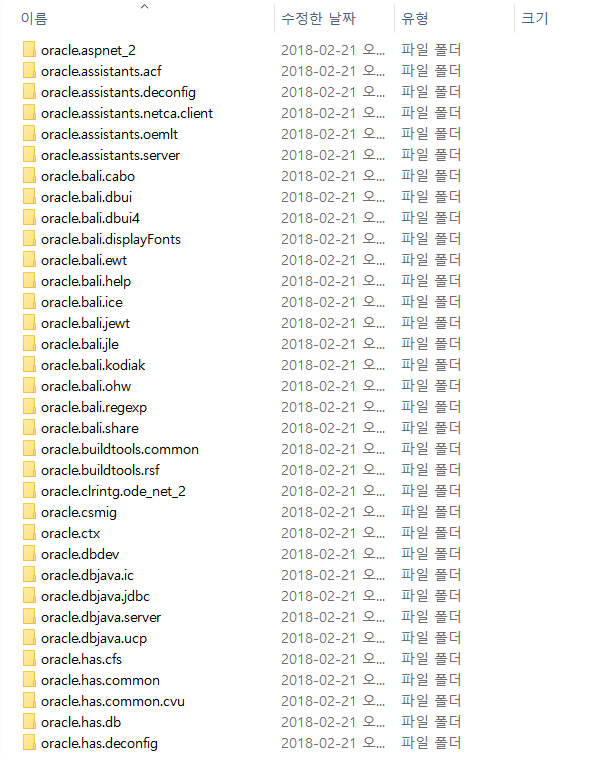 이름 수정한 날짜 유형 크기
oracle.aspnet_2 2018-02-21 오... 파일 폴더
oracle.assistants.acf 2018-02-21 오... 파일 폴더
oracle.assistants.deconfig 2018-02-21 오... 파일 폴더
oracle.assistants.netca.client 2018-02-21 오... 파일 폴더
oracle.assistants.oemlt 2018-02-21 오... 파일 폴더
oracle.assistants.server 2018-02-21 오... 파일 폴더
oracle.bali.cabo 2018-02-21 오... 파일 폴더
oracle.bali.dbui 2018-02-21 오... 파일 폴더
oracle.bali.dbui4 2018-02-21 오... 파일 폴더
oracle.bali.displayFonts 2018-02-21 오... 파일 폴더
oracle.bali.ewt 2018-02-21 오... 파일 폴더
oracle.bali.help 2018-02-21 오... 파일 폴더
oracle.bali.ice 2018-02-21 오... 파일 폴더
oracle.bali.jewt 2018-02-21 오... 파일 폴더
oracle.bali.jle 2018-02-21 오... 파일 폴더
oracle.bali.kodiak 2018-02-21 오... 파일 폴더
oracle.bali.ohw 2018-02-21 오... 파일 폴더
oracle.bali.regexp 2018-02-21 오... 파일 폴더
oracle.bali.share 2018-02-21 오... 파일 폴더
oracle.buildtools.common 2018-02-21 오... 파일 폴더
oracle.buildtools.rsf 2018-02-21 오... 파일 폴더
oracle.clrintg.ode_net_2 2018-02-21 오... 파일 폴더
oracle.csmig 2018-02-21 오... 파일 폴더
oracle.ctx 2018-02-21 오... 파일 폴더
oracle.dbdev 2018-02-21 오... 파일 폴더
oracle.dbjava.ic 2018-02-21 오... 파일 폴더
oracle.dbjava.jdbc 2018-02-21 오... 파일 폴더
oracle.dbjava.server 2018-02-21 오... 파일 폴더
oracle.dbjava.ucp 2018-02-21 오... 파일 폴더
oracle.has.cfs 2018-02-21 오... 파일 폴더
oracle.has.common 2018-02-21 오... 파일 폴더
oracle.has.common.cvu 2018-02-21 오... 파일 폴더
oracle.has.db 2018-02-21 오... 파일 폴더
oracle.has.deconfig 2018-02-21 오... 파일 폴더